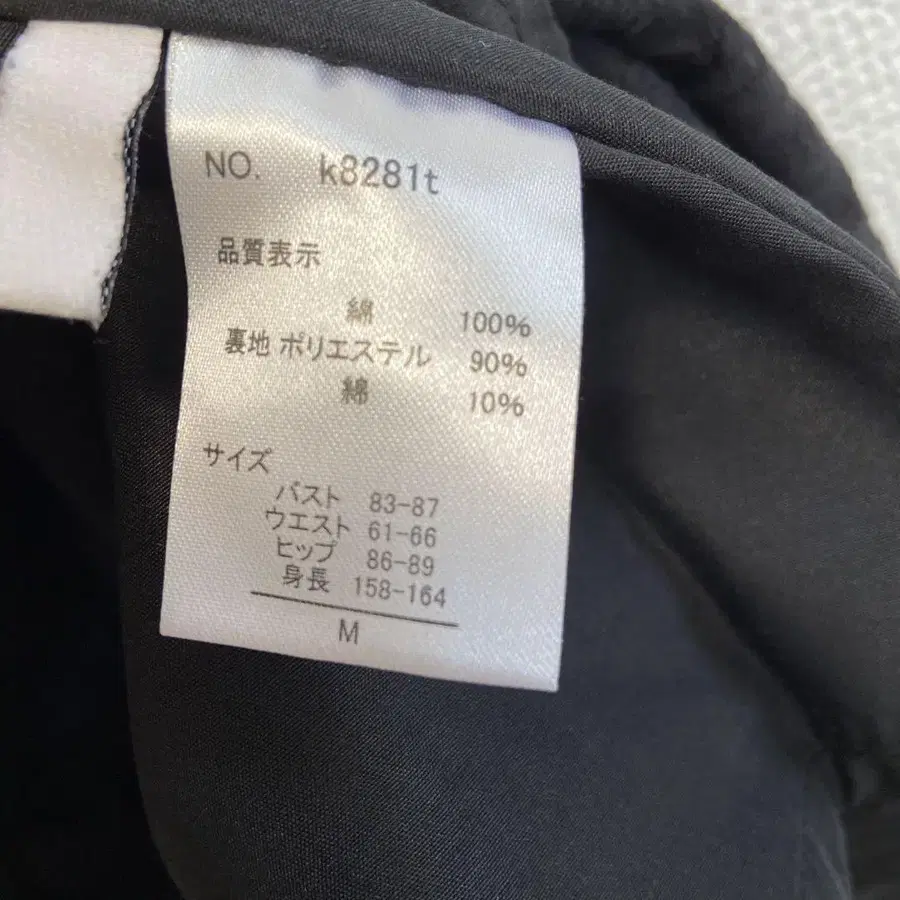 NO. k8281t
品質表示
綿 100%
裏地 ポリエステル 90%
綿 10%
サイズ
バスト 83-87
ウエスト 61-66
ヒップ 86-89
身長 158-164
M